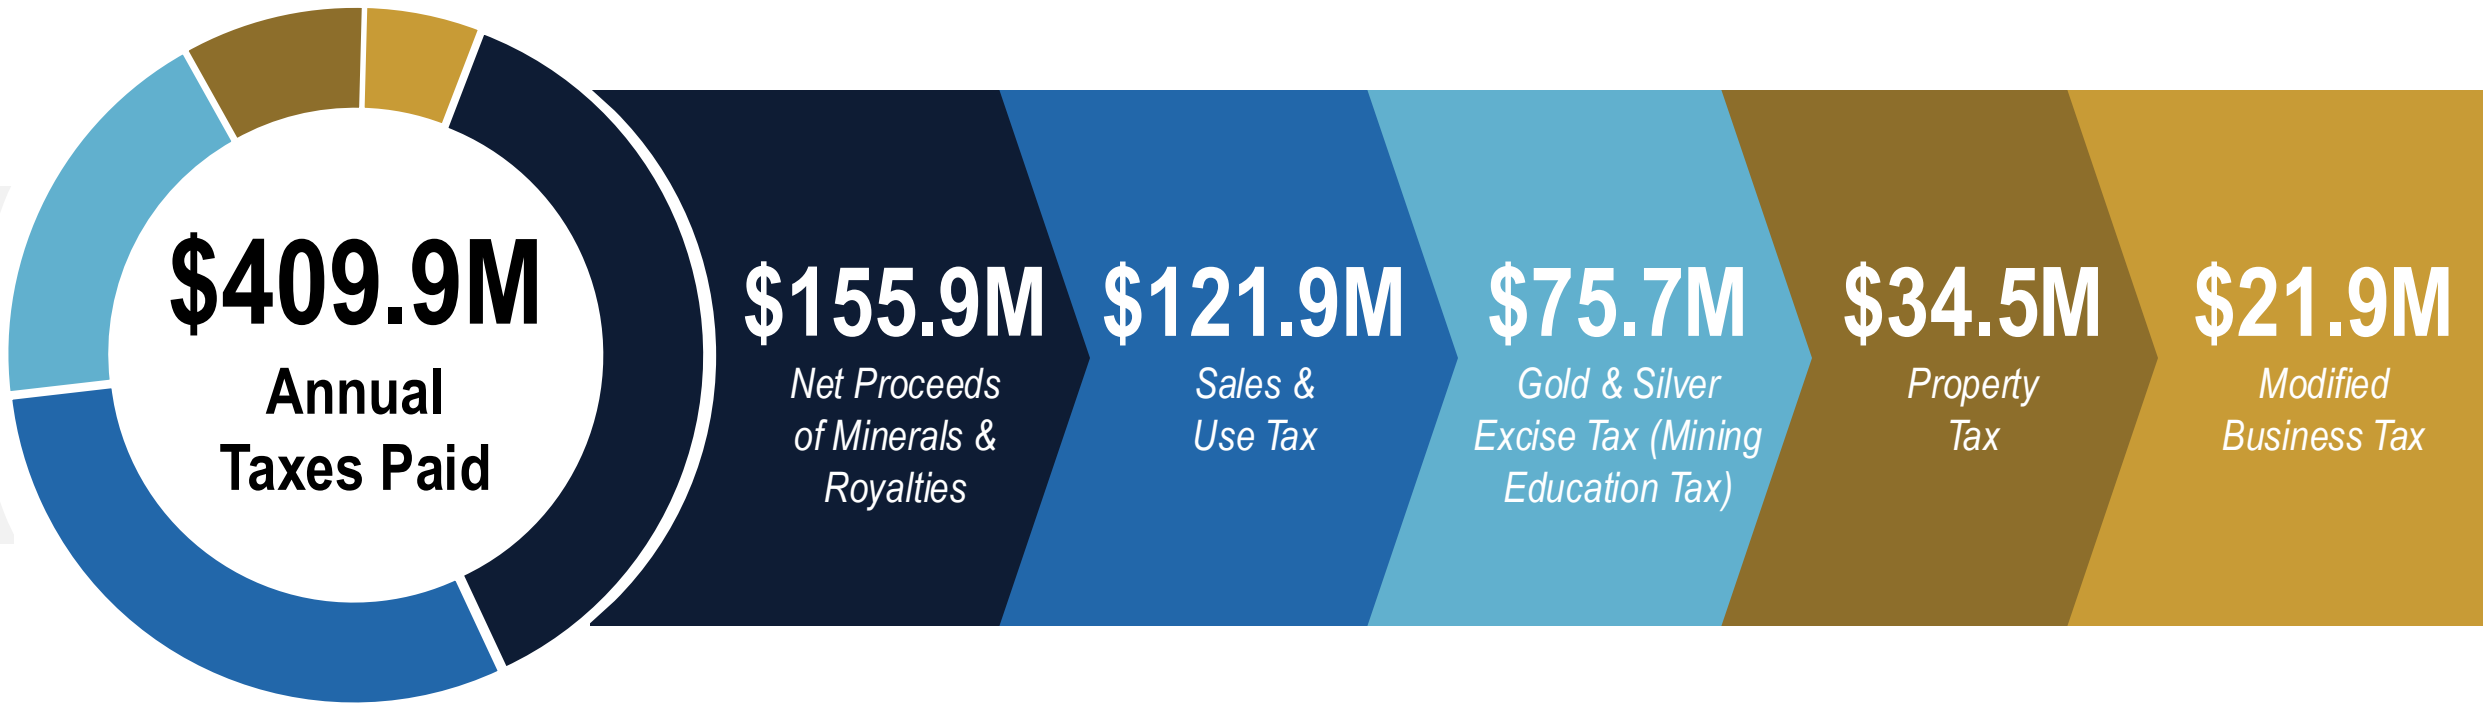 $409.9M
Annual
Taxes Paid
$155.9M
Net Proceeds
of Minerals &
Royalties
$121.9M
Sales &
Use Tax
$75.7M
Gold & Silver
Excise Tax (Mining
Education Tax)
$34.5M
Property
Tax
$21.9M
Modified
Business Tax